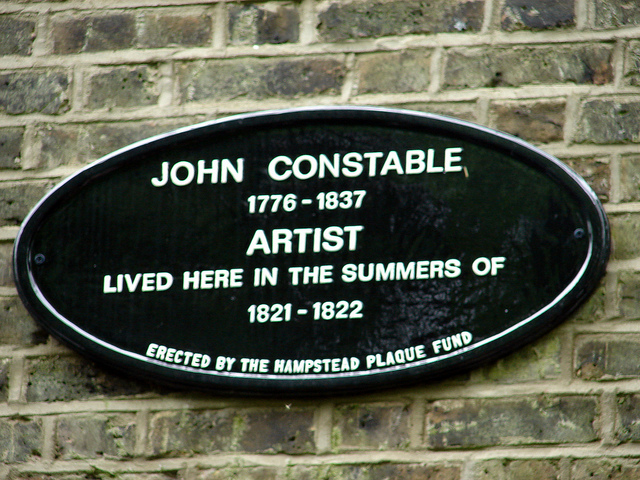 JOHN CONSTABLE
1776-1837
ARTIST
LIVED HERE IN THE SUMMERS OF
1821-1822
ERECTED BY THE HAMPSTEAD PLAQUE FUND